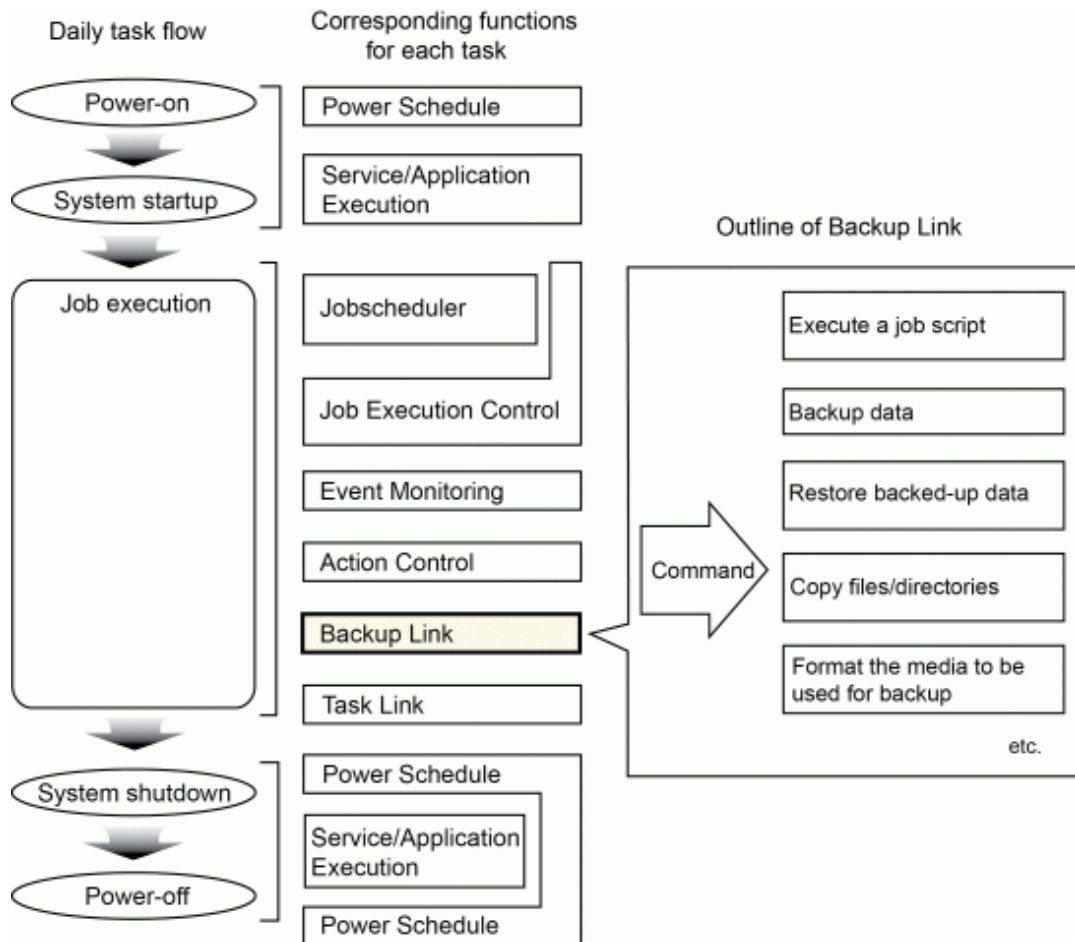 Daily task flow
Corresponding functions
for each task
Power-on
System startup
Job execution
System shutdown
Power-off
Power Schedule
Service/Application
Execution
Jobscheduler
Job Execution Control
Event Monitoring
Action Control
Backup Link
Task Link
Power Schedule
Service/Application
Execution
Power Schedule
Outline of Backup Link
Command
Execute a job script
Backup data
Restore backed-up data
Copy files/directories
Format the media to be
used for backup
etc.